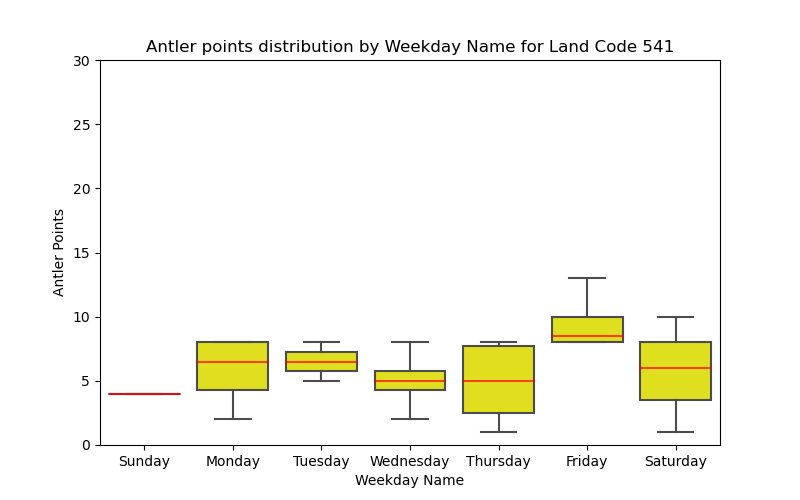 Antler points distribution by Weekday Name for Land Code 541
30
25
20
15
10
5
0
Antler Points
Sunday Monday Tuesday Wednesday Thursday Friday Saturday
Weekday Name